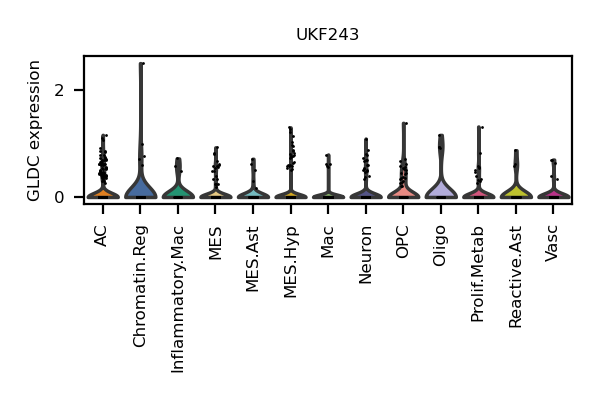 UKF243
GLDC expression
2
0
AC
Chromatin.Reg
Inflammatory.Mac
MES
MES.Ast
MES.Hyp
Mac
Neuron
OPC
Oligo
Prolif.Metab
Reactive.Ast
Vasc